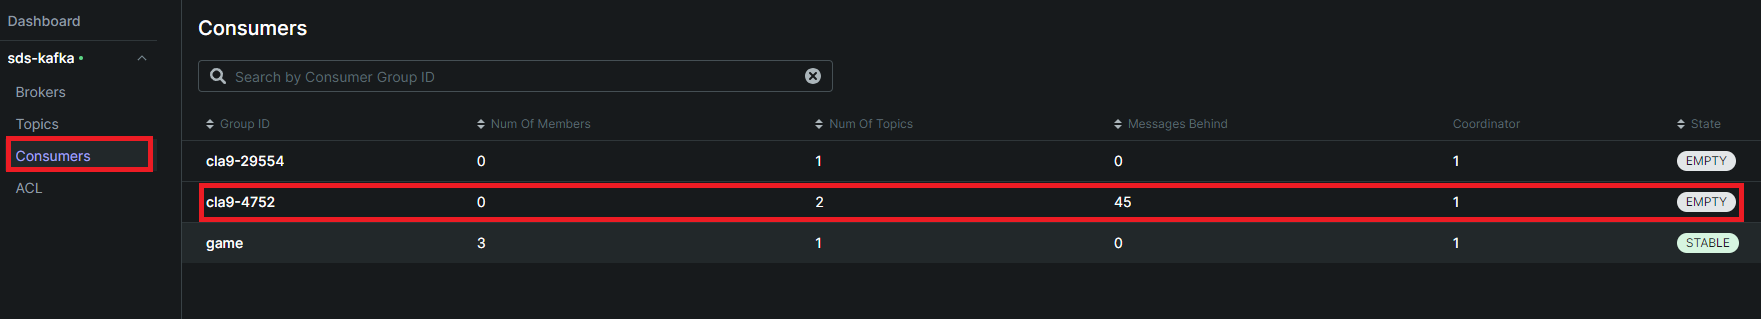 Dashboard
sds-kafka
Brokers
Topics
Consumers
ACL
Consumers
Search by Consumer Group ID
Group ID Num Of Members Num Of Topics Messages Behind Coordinator State
cla9-29554 0 1 0 1 EMPTY
cla9-4752 0 2 45 1 EMPTY
game 3 1 0 1 STABLE